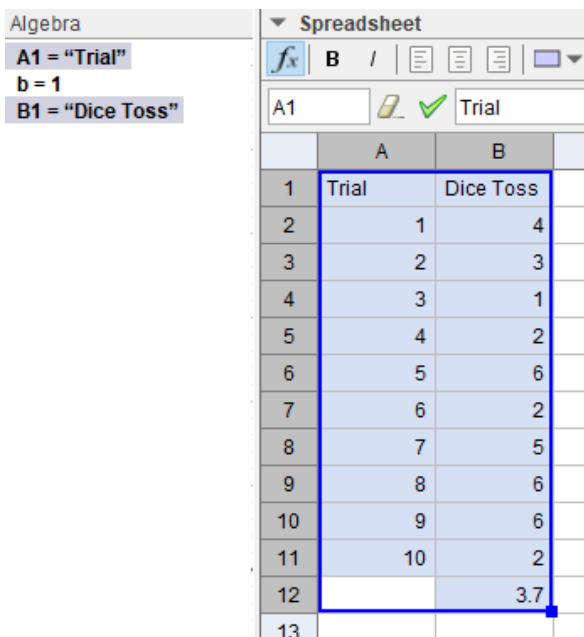 Algebra
A1 = “Trial”
b = 1
B1 = “Dice Toss”
Spreadsheet
fx B I
A1 Trial
A B
1 Trial Dice Toss
2 1 4
3 2 3
4 3 1
5 4 2
6 5 6
7 6 2
8 7 5
9 8 6
10 9 6
11 10 2
12 3.7
13